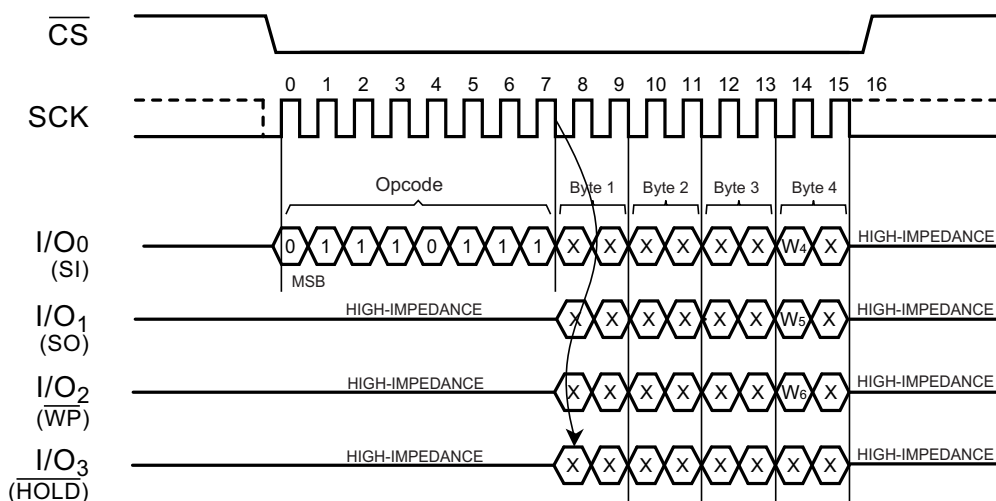 CS
0 1 2 3 4 5 6 7 8 9 10 11 12 13 14 15 16
SCK
Opcode Byte 1 Byte 2 Byte 3 Byte 4
I/O0 0 1 1 1 0 1 1 1 X X X X X X W4 X HIGH-IMPEDANCE
(SI)
MSB
I/O1 HIGH-IMPEDANCE X X X X X X W5 X HIGH-IMPEDANCE
(SO)
I/O2 HIGH-IMPEDANCE X X X X X X W6 X HIGH-IMPEDANCE
(WP)
I/O3 HIGH-IMPEDANCE X X X X X X X X HIGH-IMPEDANCE
(HOLD)